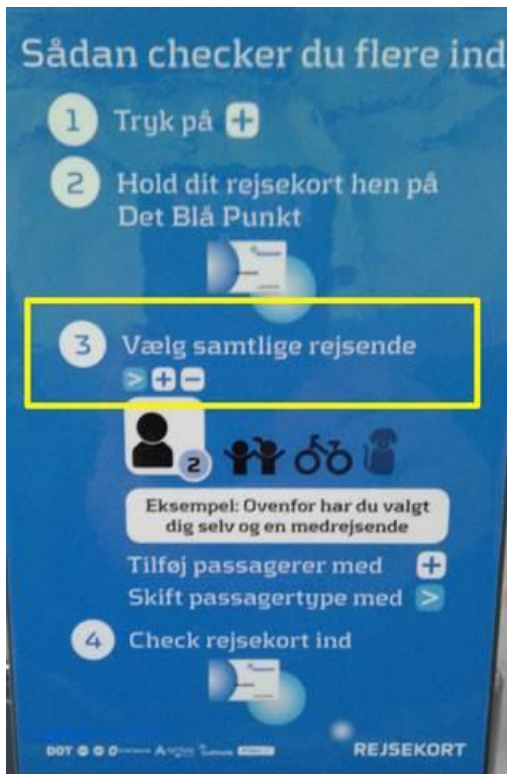 Sådan checker du flere ind
1 Tryk på +
2 Hold dit rejsekort hen på
Det Blå Punkt
3 Vælg samtlige rejsende
> + -
2
Eksempel: Ovenfor har du valgt
dig selv og en medrejsende
Tilføj passagerer med +
Skift passagertype med >
4 Check rejsekort ind
DOT
REJSEKORT